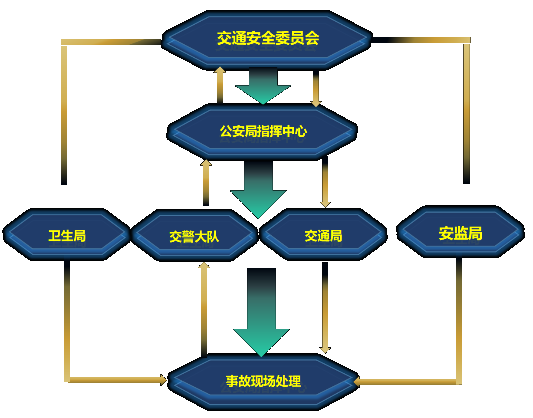 交通安全委员会
公安局指挥中心
卫生局
交警大队
交通局
安监局
事故现场处理